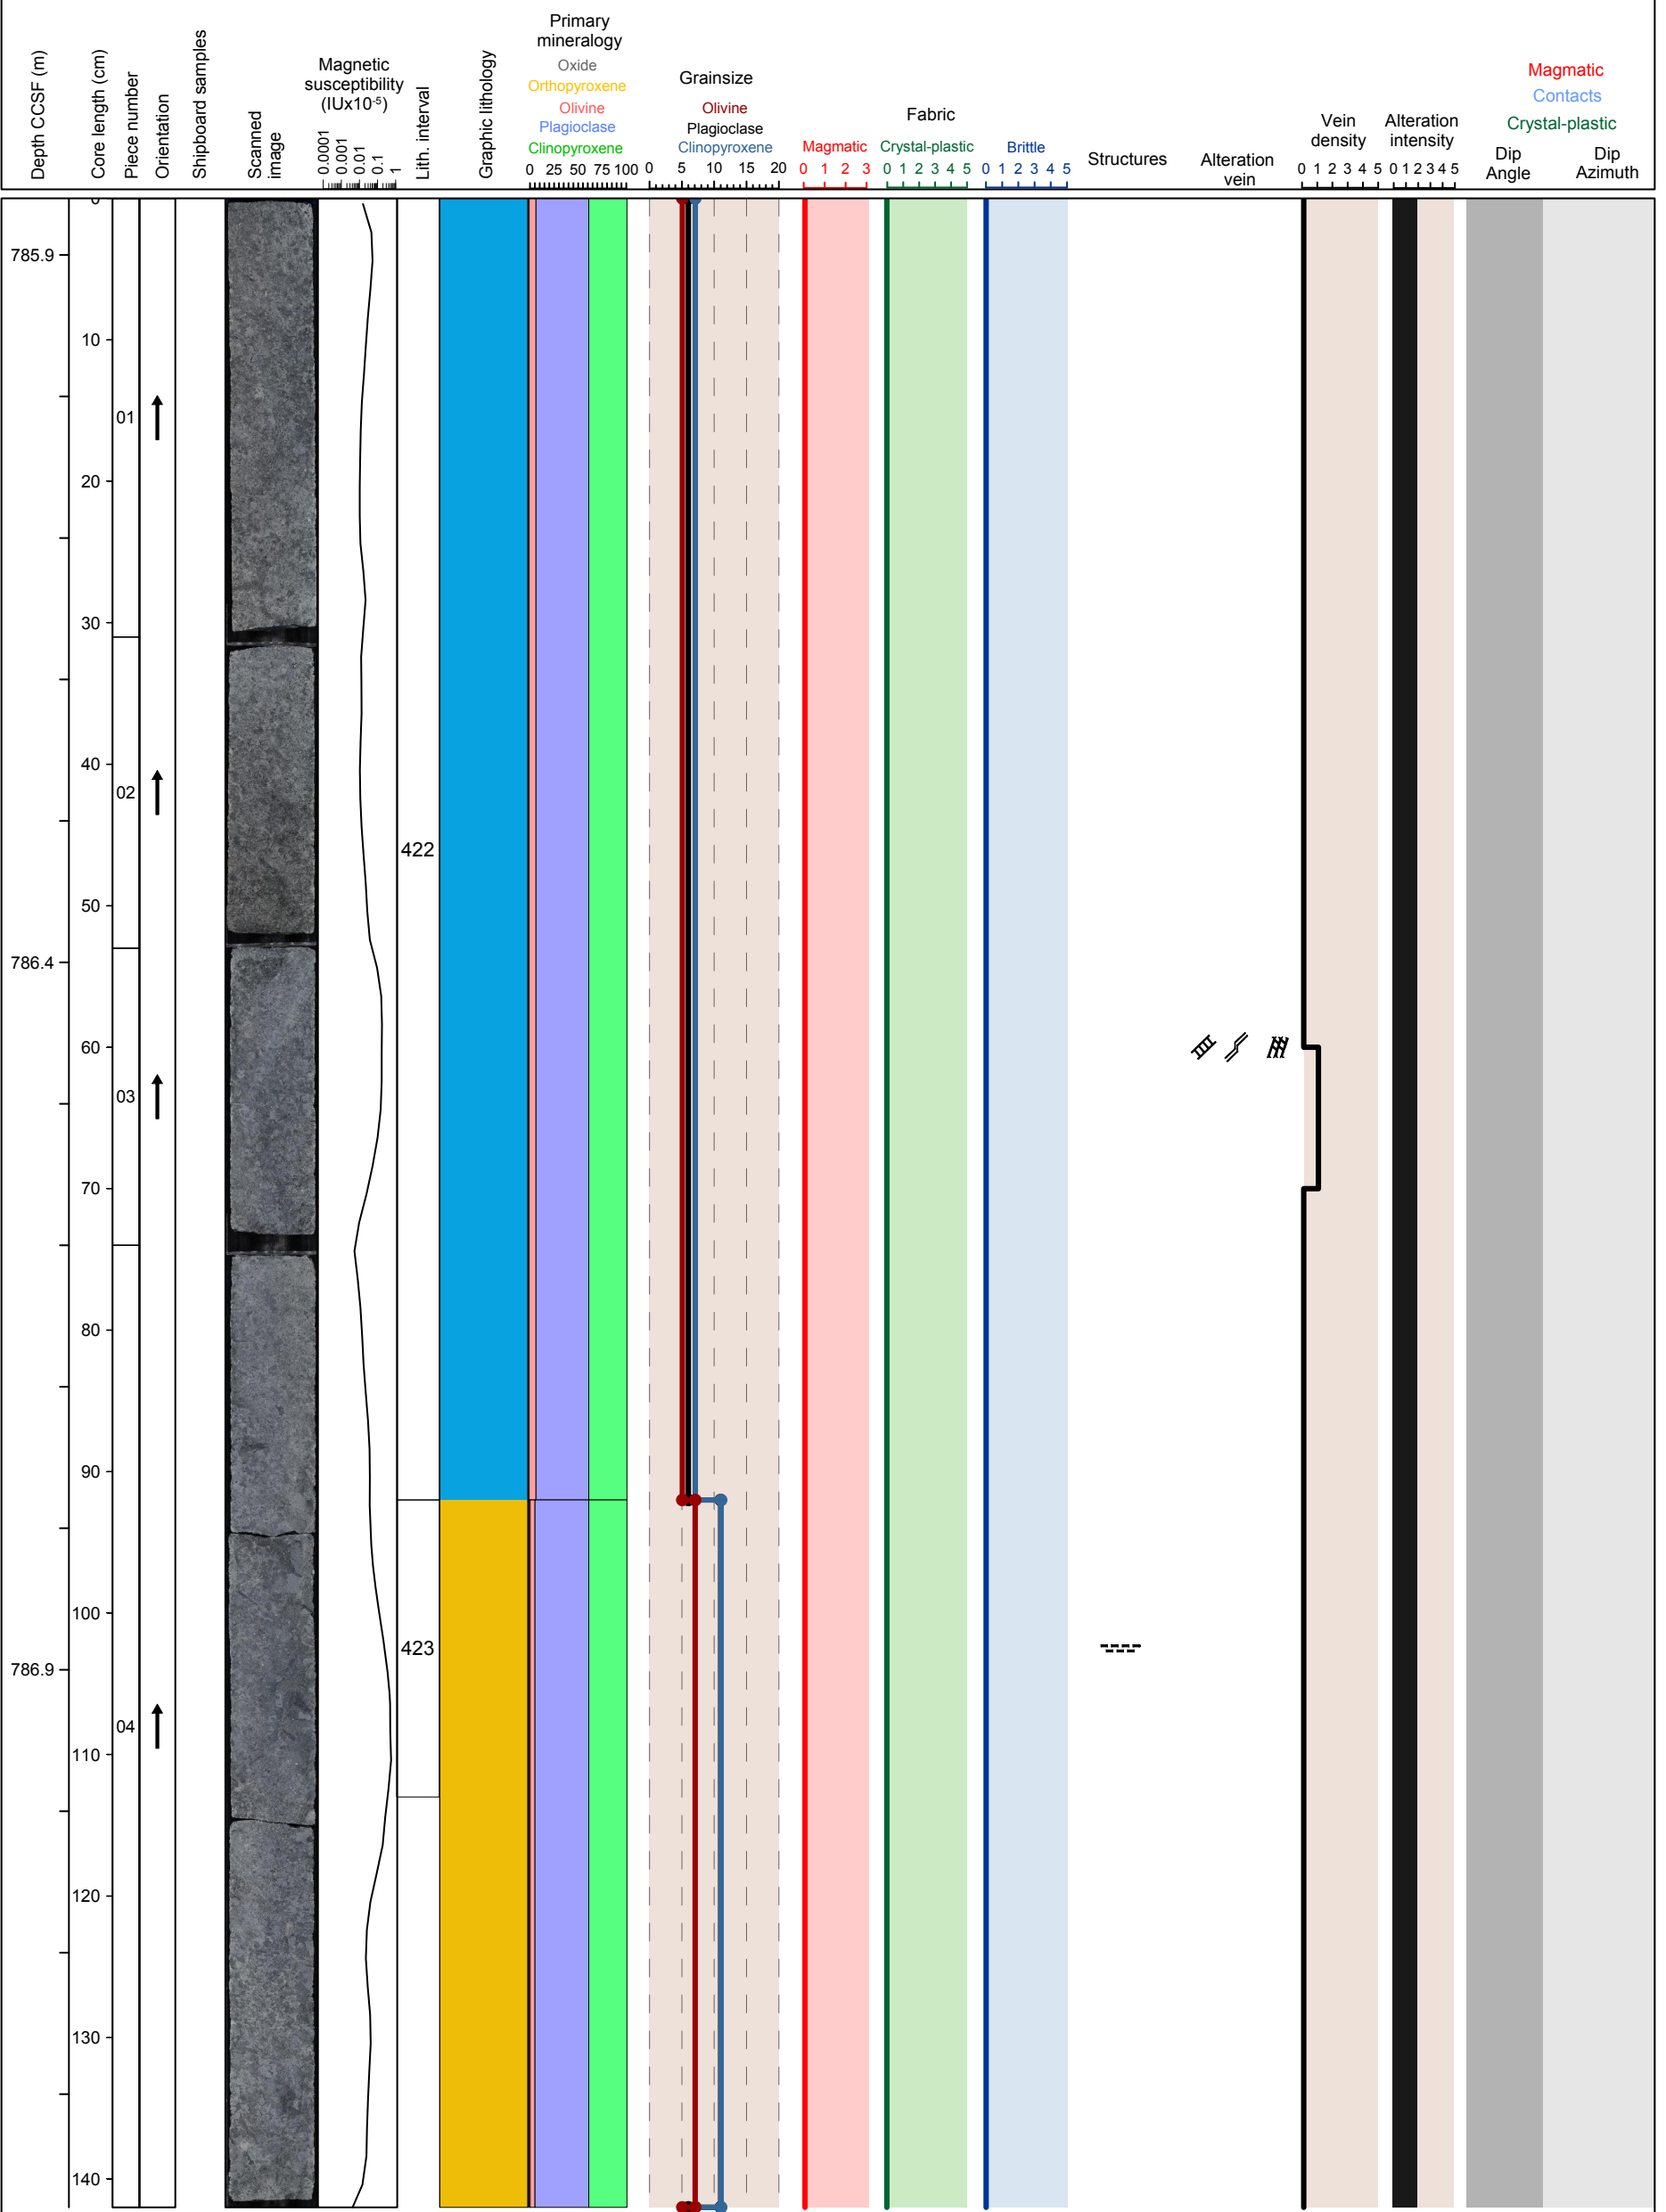 Depth CCSF (m)
Core length (cm)
Piece number
Orientation
Shipboard samples
Scanned
image
Magnetic
susceptibility
(IUx10-5)
0.0001
0.001
0.01
0.1
1
Lith. interval
Graphic lithology
Primary
mineralogy
Oxide
Orthopyroxene
Olivine
Plagioclase
Clinopyroxene
0 25 50 75 100
Grainsize
Olivine
Plagioclase
Clinopyroxene
0 5 10 15 20
Fabric
Magmatic
0 1 2 3
Crystal-plastic
0 1 2 3 4 5
Brittle
0 1 2 3 4 5
Structures
Alteration
vein
Vein
density
0 1 2 3 4 5
Alteration
intensity
0 1 2 3 4 5
Magmatic
Contacts
Crystal-plastic
Dip
Angle
Dip
Azimuth
0
785.9
10
01
20
30
40
02
422
50
786.4
60
03
70
80
90
100
423
786.9
04
110
120
130
140